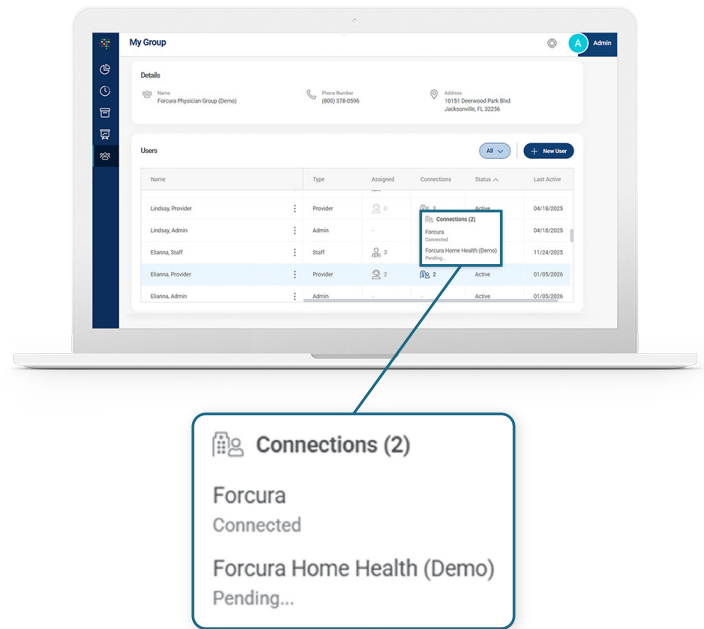 My Group
A
Admin
Details
Name
Forcura Physician Group (Demo)
Phone Number
(800) 378-0596
Address
10151 Deerwood Park Blvd
Jacksonville, FL 32256
Users
All
+ New User
Name Type Assigned Connections Status Last Active
Lindsay, Provider Provider 0 Active 04/18/2025
Lindsay, Admin Admin - 04/18/2025
Connections (2)
Forcura
Connected
Forcura Home Health (Demo)
Pending...
Elianna, Staff Staff 3 11/24/2025
Elianna, Provider Provider 2 2 Active 01/05/2026
Elianna, Admin Admin - - Active 01/05/2026
Connections (2)
Forcura
Connected
Forcura Home Health (Demo)
Pending...